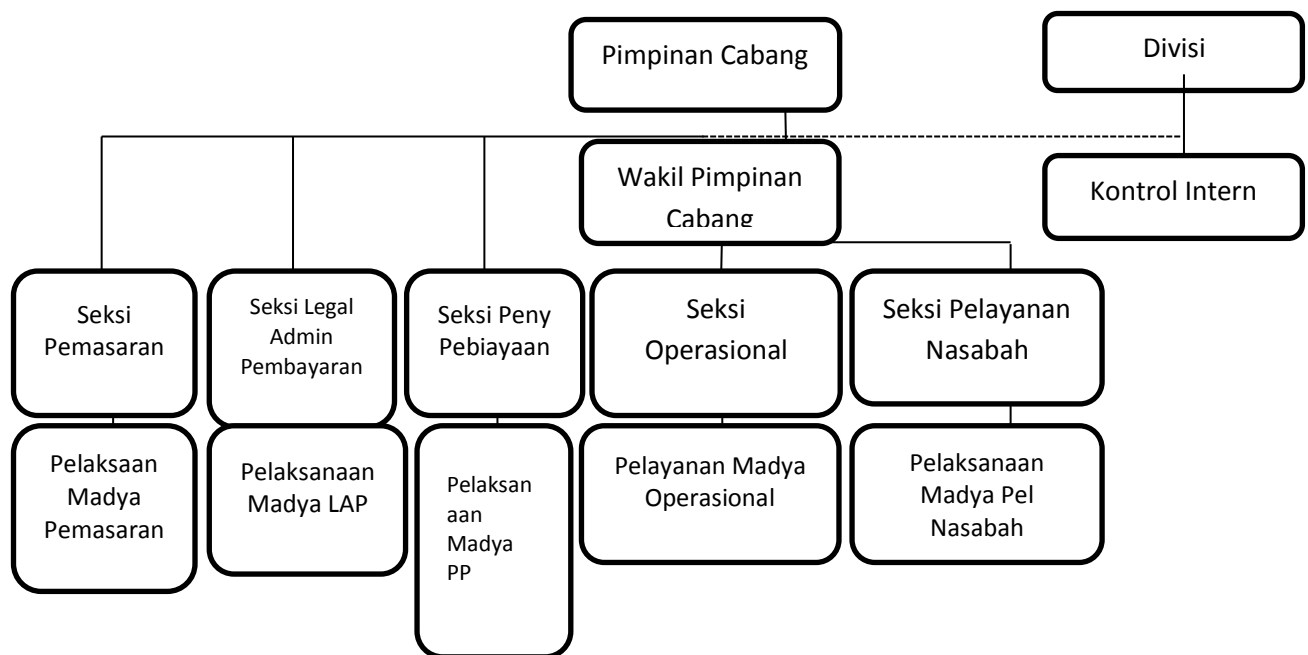 Pimpinan Cabang
Divisi
Wakil Pimpinan
Cabang
Kontrol Intern
Seksi
Pemasaran
Seksi Legal
Admin
Pembayaran
Seksi Peny
Pebiayaan
Seksi
Operasional
Seksi Pelayanan
Nasabah
Pelaksaan
Madya
Pemasaran
Pelaksanaan
Madya LAP
Pelaksan
aan
Madya
PP
Pelayanan Madya
Operasional
Pelaksanaan
Madya Pel
Nasabah